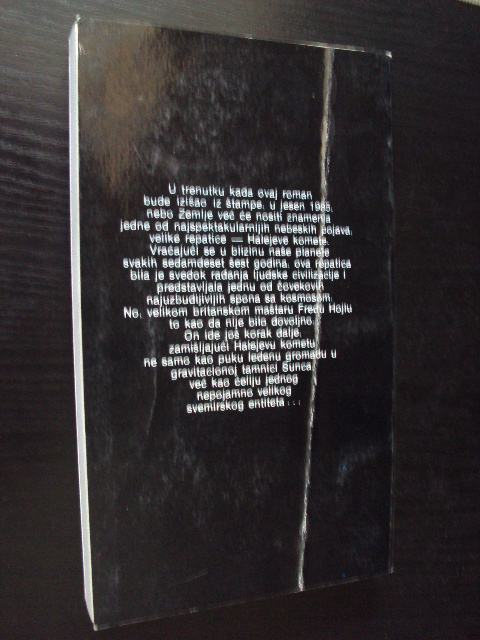 U trenutku kada ovaj roman
bude izišao iz štampe, u jesen 1985,
nebo Zemlje već će nositi znamenja
jedne od najspektakularnijih nebeskih pojava,
velike repatice — Halejeve komete.
Vraćajući se u blizinu naše planete
svakih sedamdeset šest godina, ova repatica
bila je svedok rađanja ljudske civilizacije i
predstavljala jednu od čovekovih
najuzbudljivijih spona sa kosmosom.
No, velikom britanskom maštaru Fredu Hojlu
to kao da nije bilo dovoljno.
On ide još korak dalje,
zamišljajući Halejevu kometu
ne samo kao puku ledenu gromadu u
gravitacionoj tamnici Sunca,
već kao ćeliju jednog
nepojamno velikog
svemirskog entiteta...